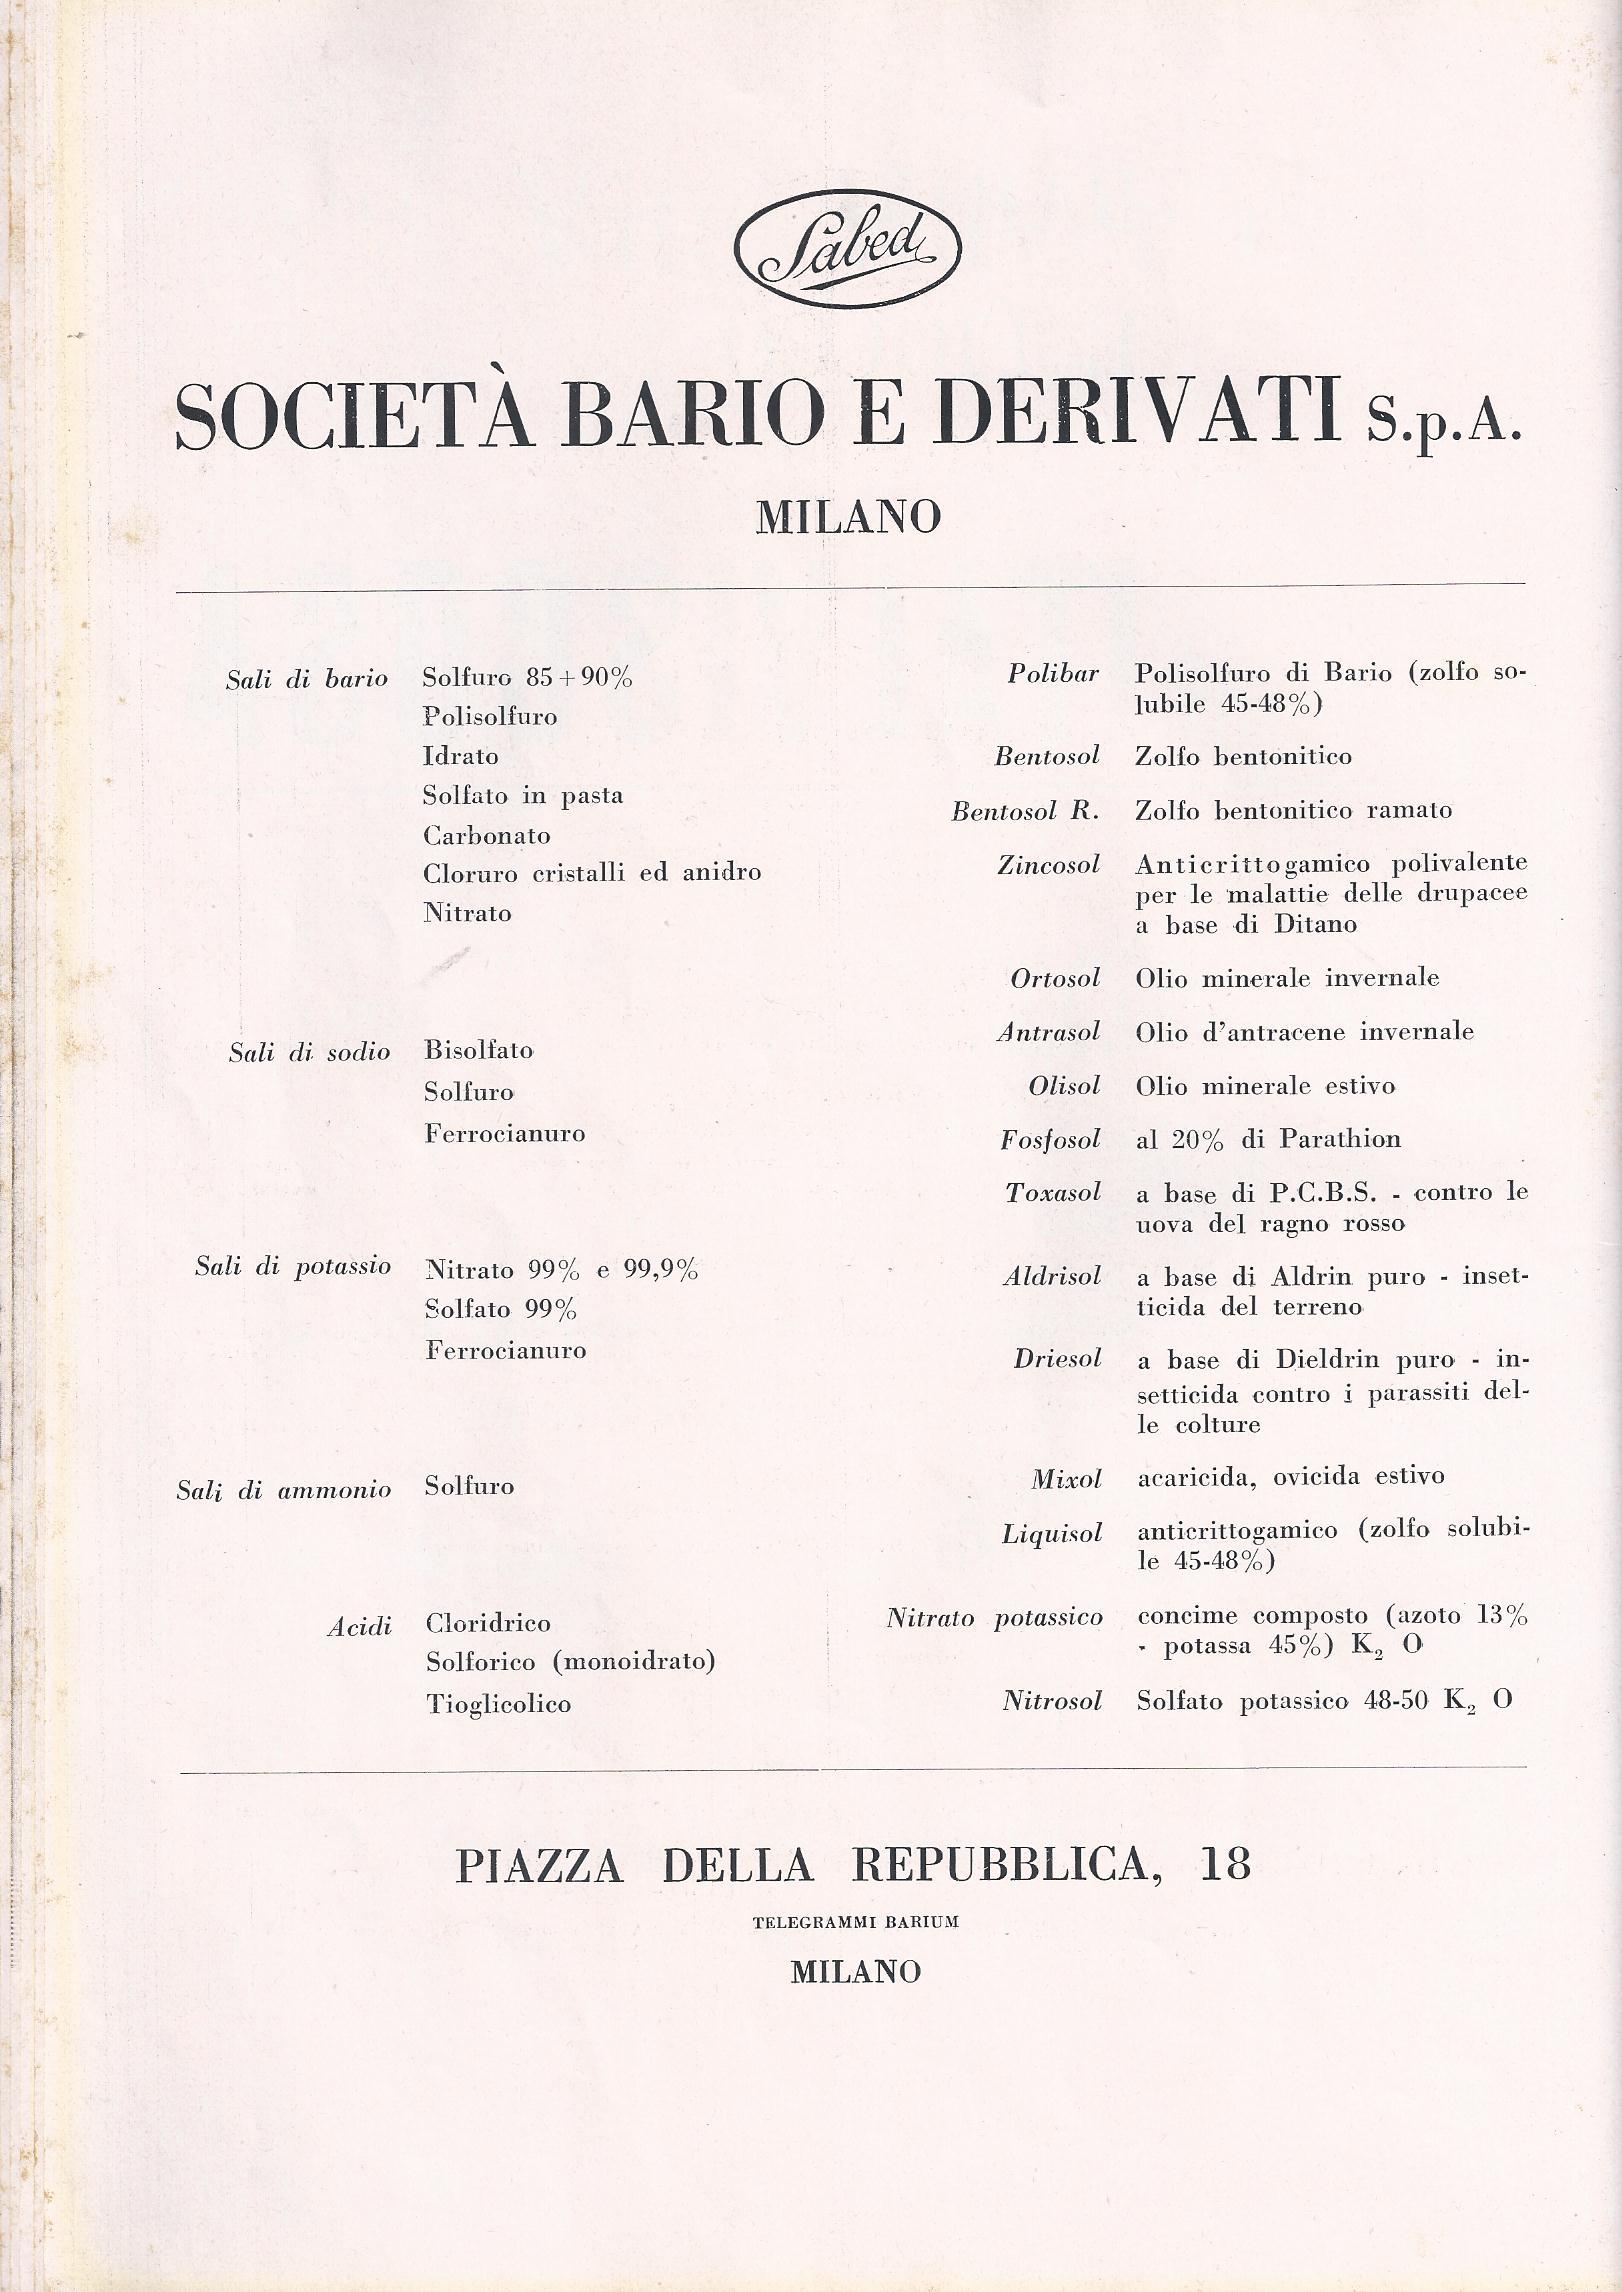 Sabed
SOCIETÀ BARIO E DERIVATI S.p.A.
MILANO
Sali di bario Solfuro 85+90%
Polisolfuro
Idrato
Solfato in pasta
Carbonato
Cloruro cristalli ed anidro
Nitrato
Sali di sodio Bisolfato
Solfuro
Ferrocianuro
Sali di potassio Nitrato 99% e 99,9%
Solfato 99%
Ferrocianuro
Sali di ammonio Solfuro
Acidi Cloridrico
Solforico (monoidrato)
Tioglicolico
Polibar Polisolfuro di Bario (zolfo so-
lubile 45-48%)
Bentosol Zolfo bentonitico
Bentosol R. Zolfo bentonitico ramato
Zincosol Anticrittogamico polivalente
per le malattie delle drupacee
a base di Ditano
Ortosol Olio minerale invernale
Antrasol Olio d'antracene invernale
Olisol Olio minerale estivo
Fosfosol al 20% di Parathion
Toxasol a base di P.C.B.S. - contro le
uova del ragno rosso
Aldrisol a base di Aldrin puro - inset-
ticida del terreno
Driesol a base di Dieldrin puro - in-
setticida contro i parassiti del-
le colture
Mixol acaricida, ovicida estivo
Liquisol anticrittogamico (zolfo solubi-
le 45-48%)
Nitrato potassico concime composto (azoto 13%
- potassa 45%) K₂ O
Nitrosol Solfato potassico 48-50 K₂ O
PIAZZA DELLA REPUBBLICA, 18
TELEGRAMMI BARIUM
MILANO